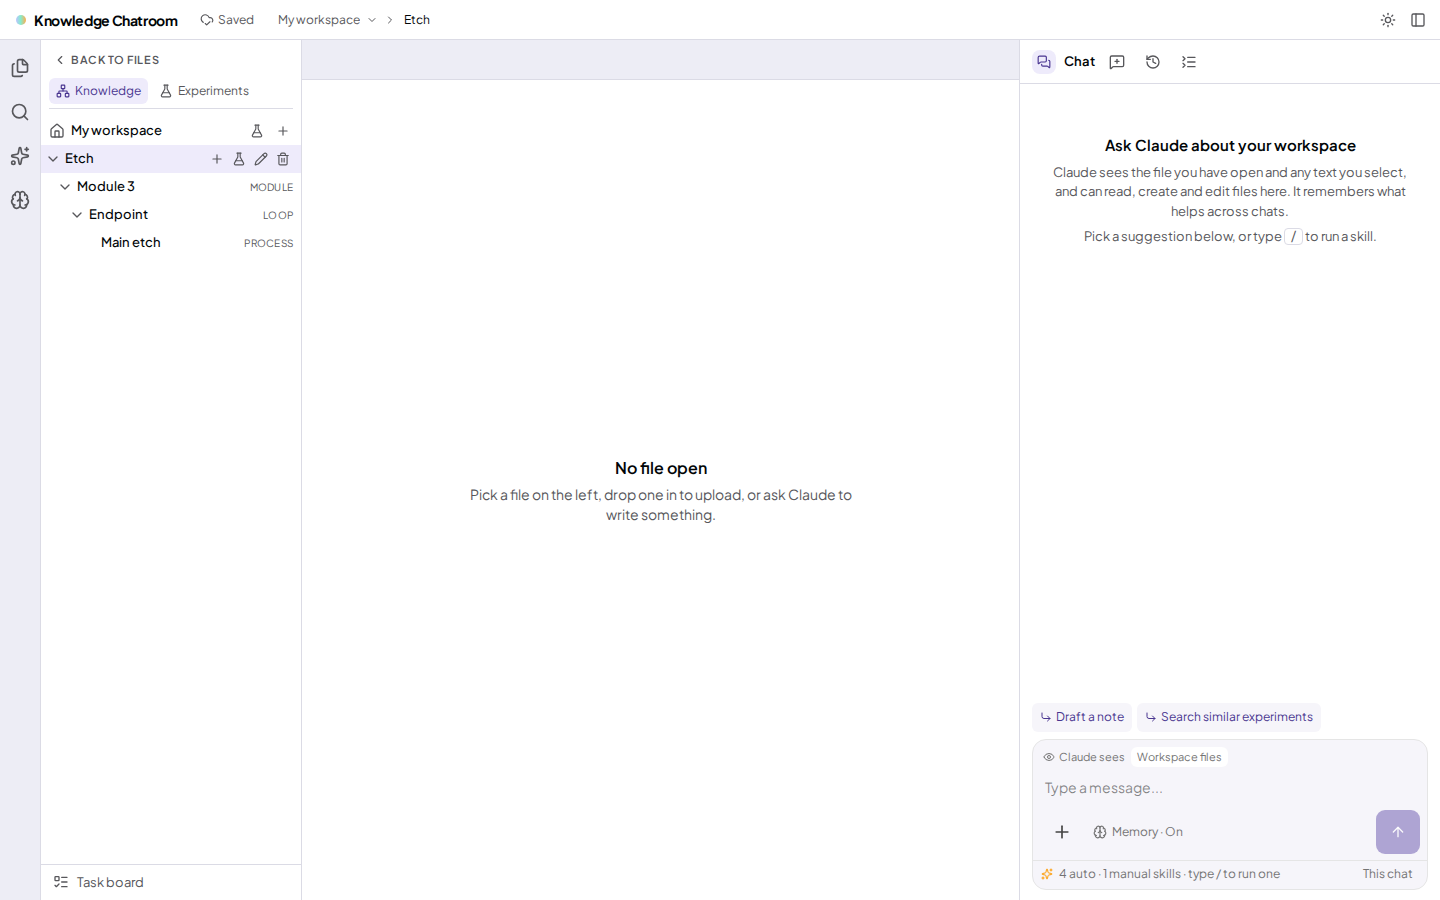 Knowledge Chatroom
Saved
My workspace
Etch
BACK TO FILES
Knowledge
Experiments
My workspace
Etch
Module 3
MODULE
Endpoint
LOOP
Main etch
PROCESS
Task board
No file open
Pick a file on the left, drop one in to upload, or ask Claude to
write something.
Chat
Ask Claude about your workspace
Claude sees the file you have open and any text you select,
and can read, create and edit files here. It remembers what
helps across chats.
Pick a suggestion below, or type / to run a skill.
Draft a note
Search similar experiments
Claude sees
Workspace files
Type a message...
Memory · On
4 auto · 1 manual skills · type / to run one
This chat